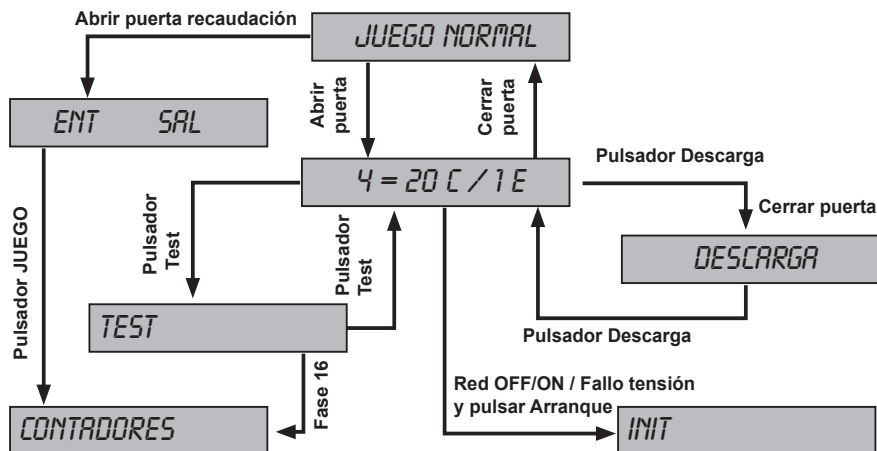 Abrir puerta recaudación
JUEGO NORMAL
ENT SAL
Abrir
puerta
Cerrar
puerta
Pulsador Descarga
4 = 20 C / 1 E
Cerrar puerta
Pulsador JUEGO
Pulsador
Test
Pulsador
Test
DESCARGA
TEST
Pulsador Descarga
Fase 16
Red OFF/ON / Fallo tensión
y pulsar Arranque
CONTADORES
INIT